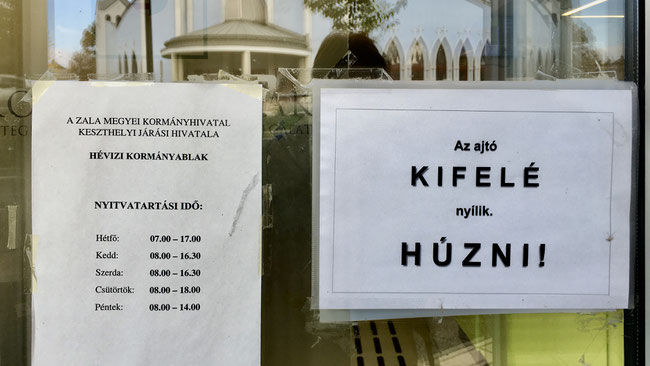 A ZALA MEGYEI KORMÁNYHIVATAL
KESZTHELYI JÁRÁSI HIVATALA
HÉVIZI KORMÁNYABLAK
NYITVATARTÁSI IDŐ:
Hétfő: 07.00 – 17.00
Kedd: 08.00 – 16.30
Szerda: 08.00 – 16.30
Csütörtök: 08.00 – 18.00
Péntek: 08.00 – 14.00
Az ajtó
KIFELÉ
nyílik.
HÚZNI!